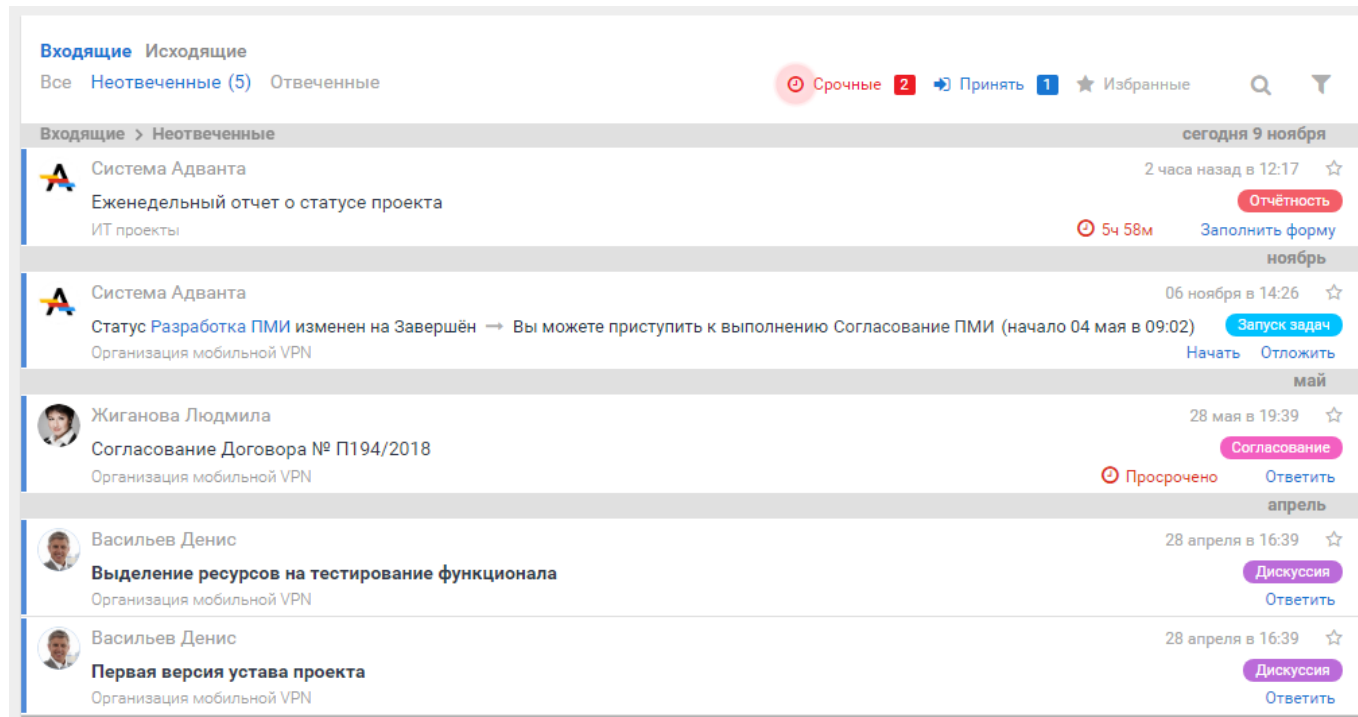 Входящие Исходящие
Все Неотвеченные (5) Отвеченные Срочные 2 Принять 1 Избранные
Входящие > Неотвеченные сегодня 9 ноября
Система Адванта 2 часа назад в 12:17
Еженедельный отчет о статусе проекта Отчётность
ИТ проекты 5ч 58м Заполнить форму
ноябрь
Система Адванта 06 ноября в 14:26
Статус Разработка ПМИ изменен на Завершён → Вы можете приступить к выполнению Согласование ПМИ (начало 04 мая в 09:02) Запуск задач
Организация мобильной VPN Начать Отложить
май
Жиганова Людмила 28 мая в 19:39
Согласование Договора № П194/2018 Согласование
Организация мобильной VPN Просрочено Ответить
апрель
Васильев Денис 28 апреля в 16:39
Выделение ресурсов на тестирование функционала Дискуссия
Организация мобильной VPN Ответить
Васильев Денис 28 апреля в 16:39
Первая версия устава проекта Дискуссия
Организация мобильной VPN Ответить